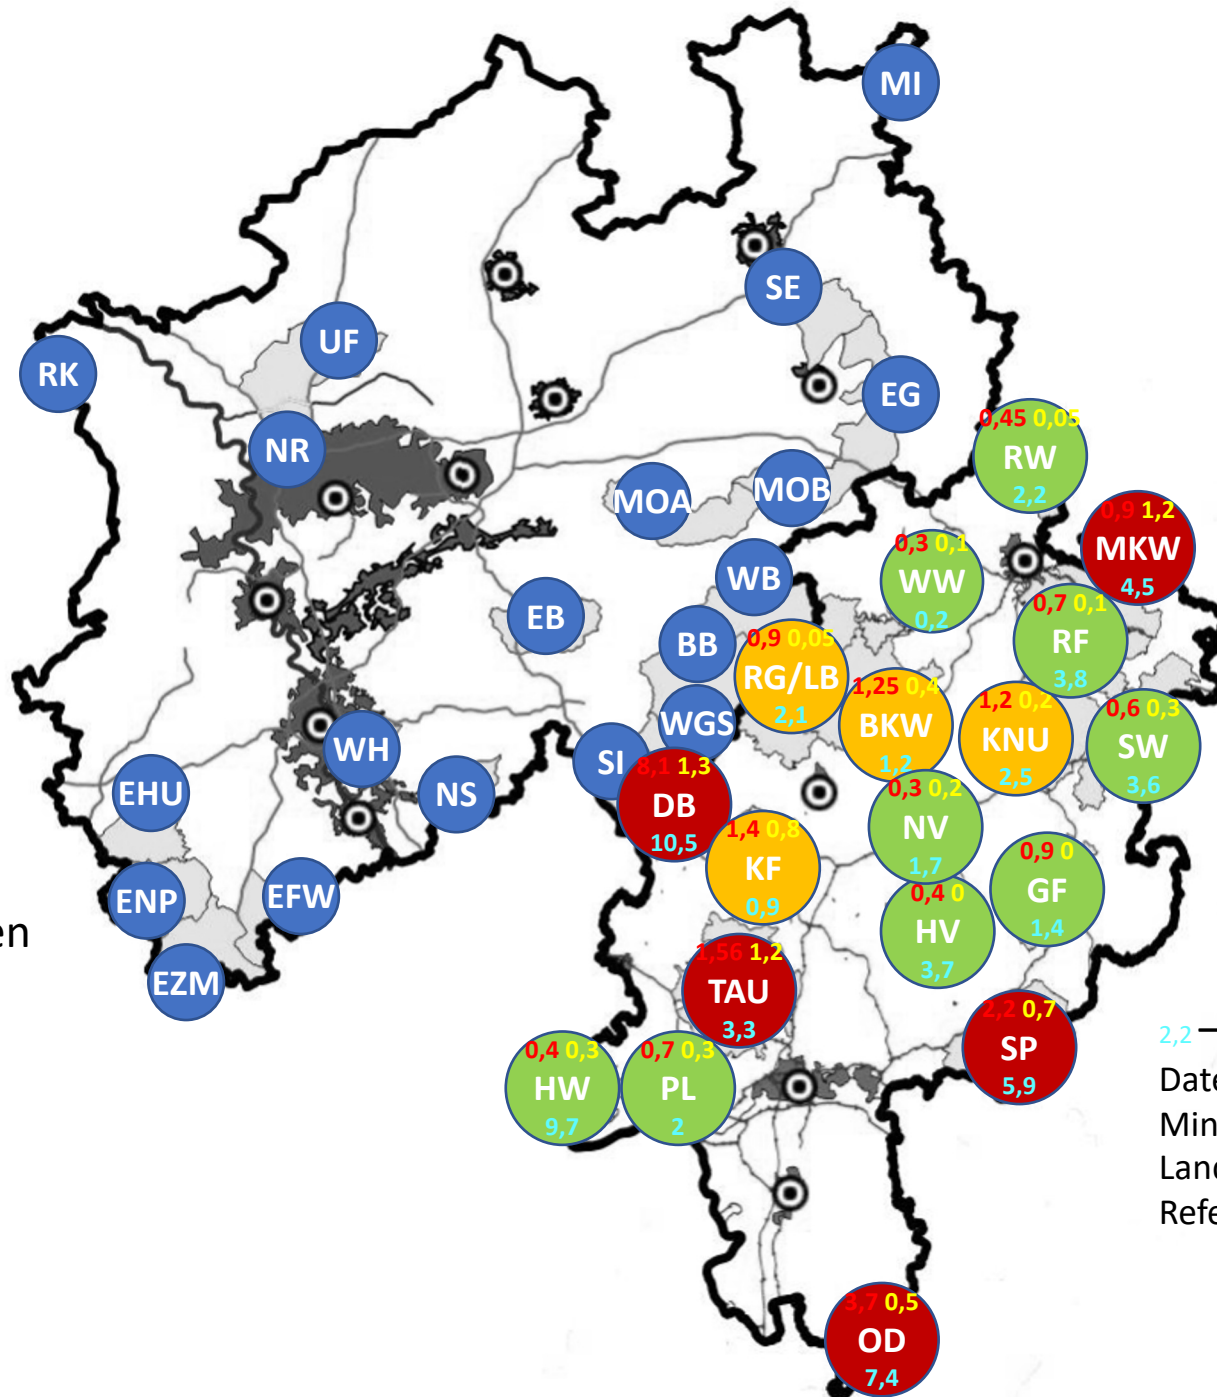 MI
SE
UF
RK
EG
NR
0,45 0,05
RW
2,2
MOA
MOB
0,9 1,2
MKW
4,5
0,3 0,1
WW
0,2
WB
EB
0,7 0,1
RF
3,8
BB
0,9 0,05
RG/LB
2,1
1,25 0,4
BKW
1,2
1,2 0,2
KNU
2,5
0,6 0,3
SW
3,6
WGS
WH
SI
EHU
NS
8,1 1,3
DB
10,5
0,3 0,2
NV
1,7
1,4 0,8
KF
0,9
0,9 0
GF
1,4
ENP
EFW
0,4 0
HV
3,7
en
EZM
1,56 1,2
TAU
3,3
2,2 0,7
SP
5,9
0,4 0,3
HW
9,7
0,7 0,3
PL
2
2,2
Date
Min
Land
Refe
3,7 0,5
OD
7,4